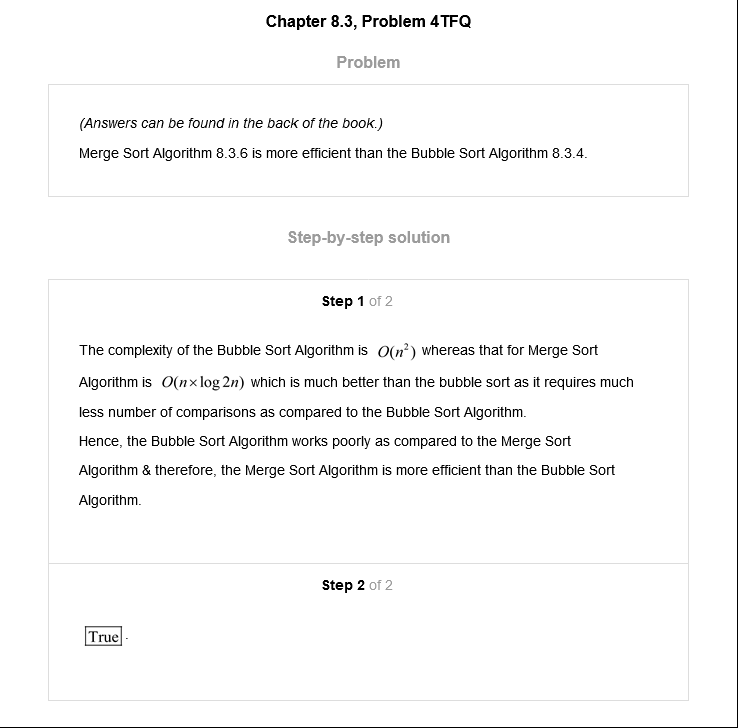 Chapter 8.3, Problem 4TFQ
Problem
(Answers can be found in the back of the book.)
Merge Sort Algorithm 8.3.6 is more efficient than the Bubble Sort Algorithm 8.3.4.
Step-by-step solution
Step 1 of 2
The complexity of the Bubble Sort Algorithm is O(n²) whereas that for Merge Sort
Algorithm is O(n×log 2n) which is much better than the bubble sort as it requires much
less number of comparisons as compared to the Bubble Sort Algorithm.
Hence, the Bubble Sort Algorithm works poorly as compared to the Merge Sort
Algorithm & therefore, the Merge Sort Algorithm is more efficient than the Bubble Sort
Algorithm.
Step 2 of 2
True.